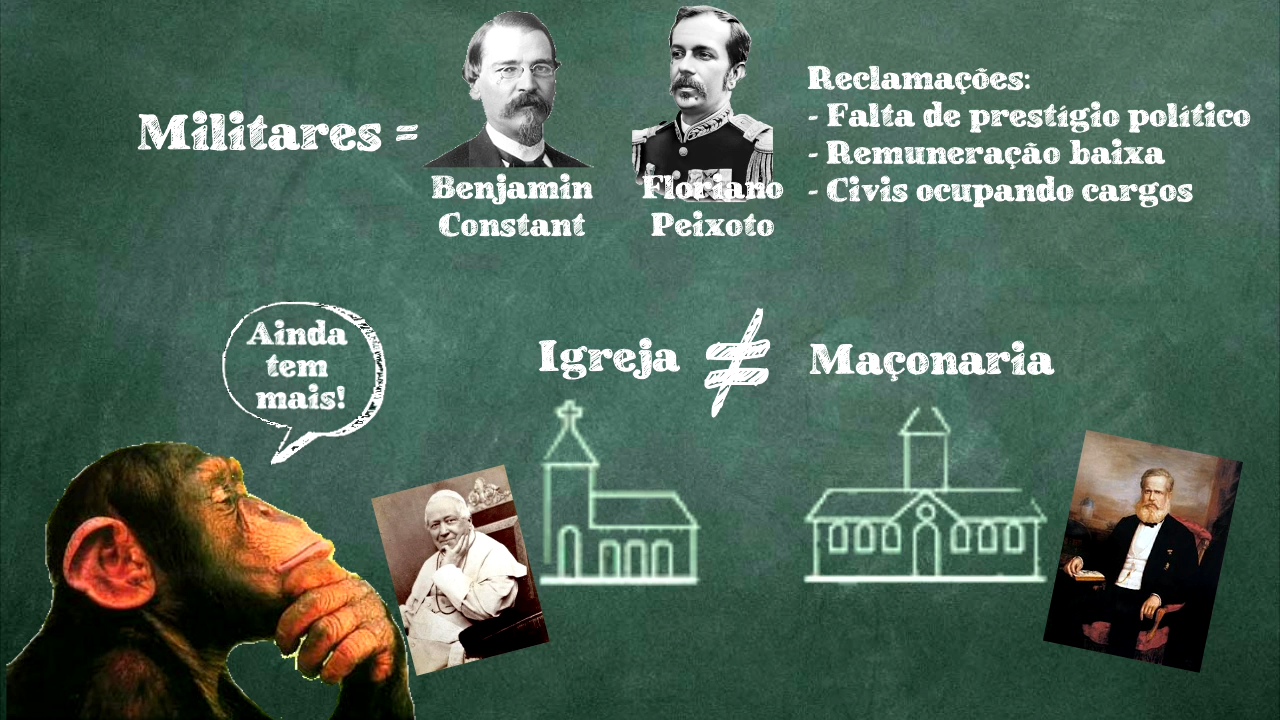 Militares =
Benjamin
Constant
Floriano
Peixoto
Reclamações:
- Falta de prestígio político
- Remuneração baixa
- Civis ocupando cargos
Ainda
tem
mais!
Igreja ≠ Maçonaria